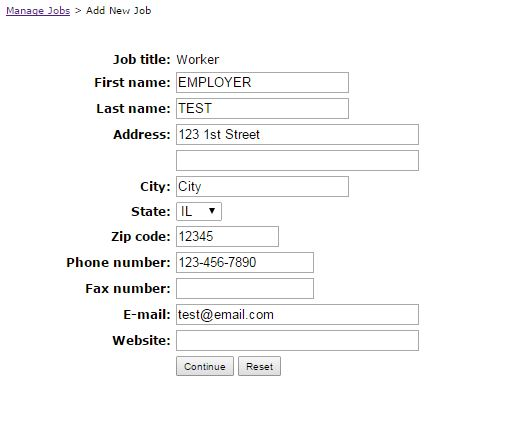 Manage Jobs > Add New Job
Job title: Worker
First name: EMPLOYER
Last name: TEST
Address: 123 1st Street
City: City
State: IL ▼
Zip code: 12345
Phone number: 123-456-7890
Fax number:
E-mail: test@email.com
Website:
Continue Reset